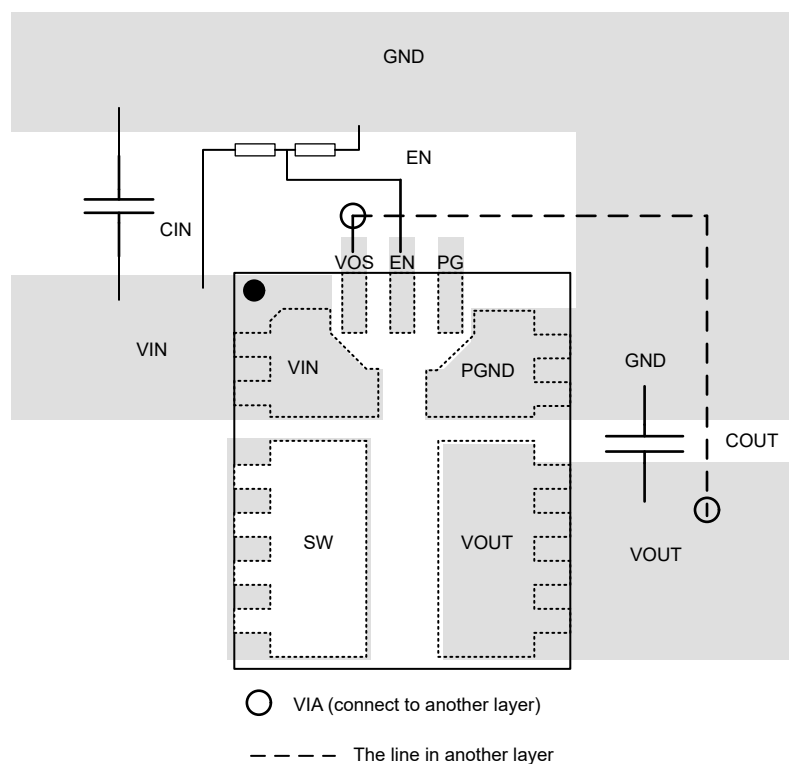 GND
EN
CIN
VOS EN PG
VIN
VIN
PGND
GND
COUT
SW
VOUT
VOUT
VIA (connect to another layer)
The line in another layer